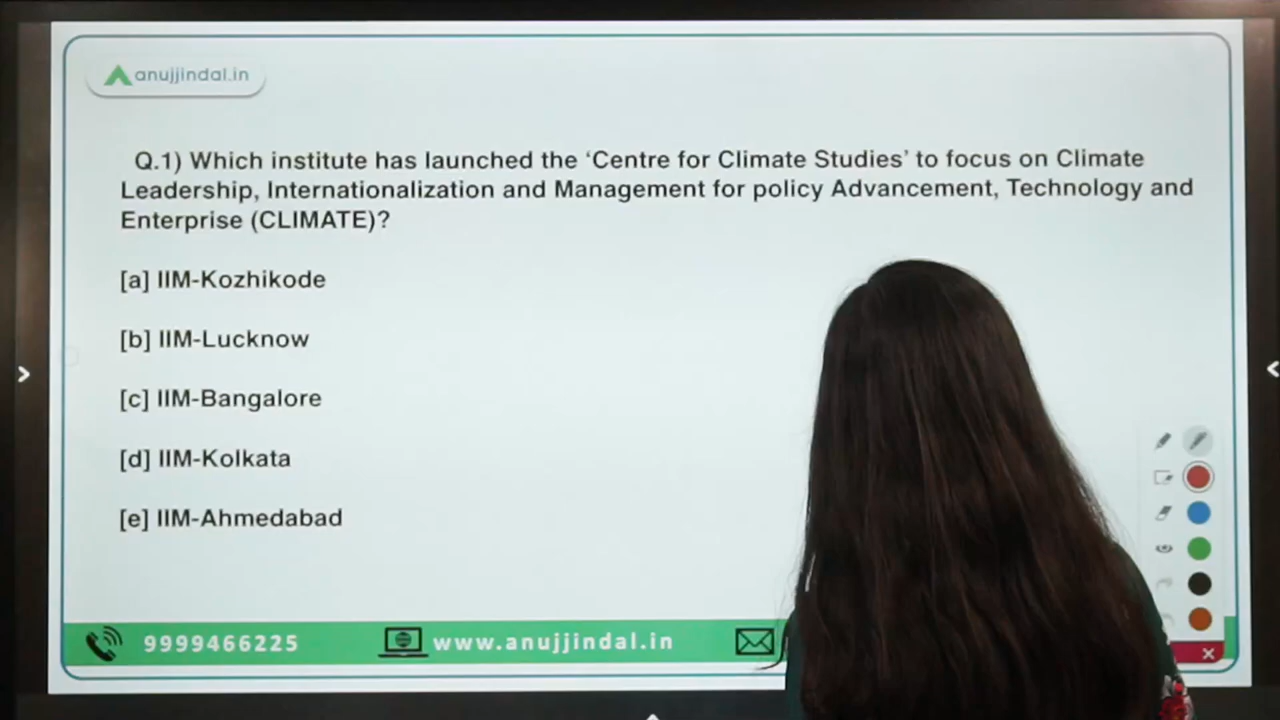 anujjindal.in
Q.1) Which institute has launched the ‘Centre for Climate Studies’ to focus on Climate
Leadership, Internationalization and Management for policy Advancement, Technology and
Enterprise (CLIMATE)?
[a] IIM-Kozhikode
[b] IIM-Lucknow
[c] IIM-Bangalore
[d] IIM-Kolkata
[e] IIM-Ahmedabad
9999466225 www.anujjindal.in